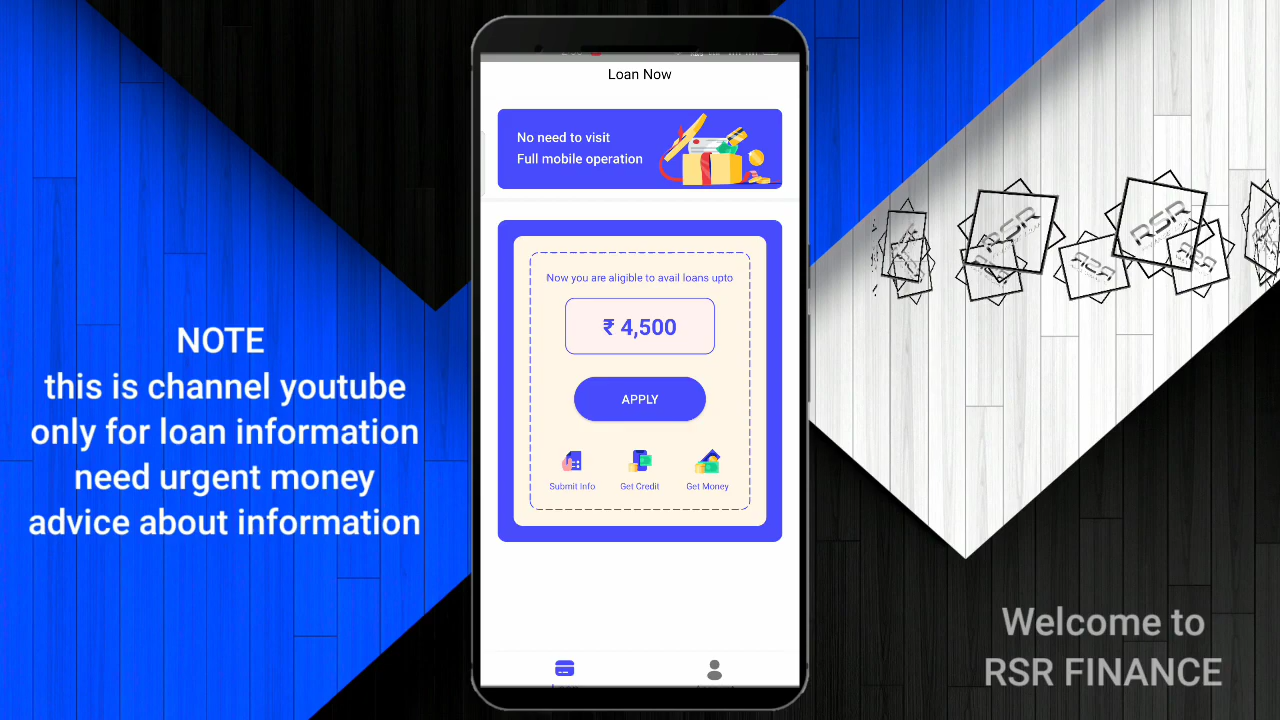 Loan Now
No need to visit
Full mobile operation
Now you are aligible to avail loans upto
₹ 4,500
APPLY
Submit Info
Get Credit
Get Money
NOTE
this is channel youtube
only for loan information
need urgent money
advice about information
RSR
RSR
Welcome to
RSR FINANCE